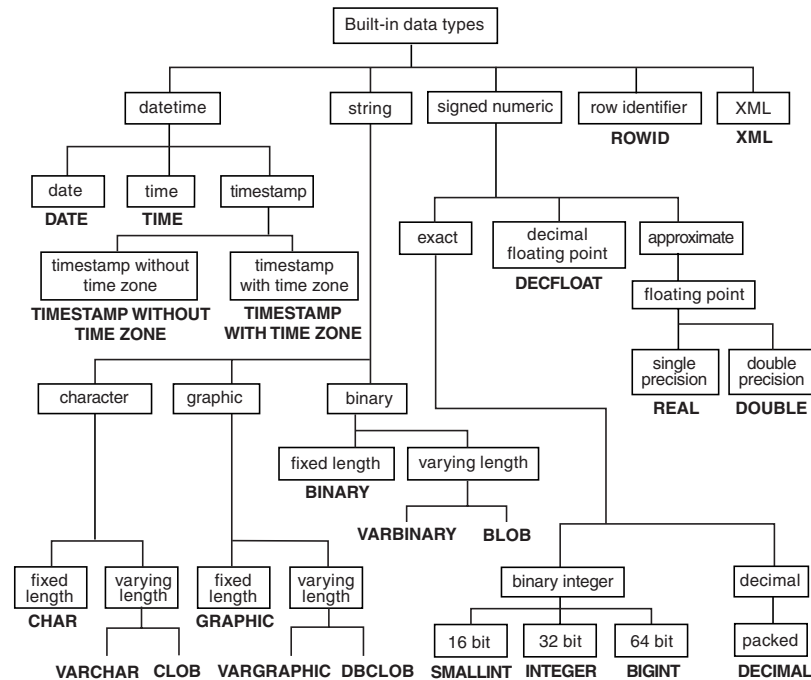 Built-in data types
datetime
string
signed numeric
row identifier
XML
ROWID
XML
date
time
timestamp
DATE
TIME
exact
decimal
floating point
approximate
DECFLOAT
timestamp without
time zone
timestamp
with time zone
TIMESTAMP WITHOUT
TIME ZONE
TIMESTAMP
WITH TIME ZONE
floating point
single
precision
double
precision
REAL
DOUBLE
character
graphic
binary
fixed length
varying length
BINARY
VARBINARY
BLOB
fixed
length
varying
length
fixed
length
varying
length
CHAR
GRAPHIC
binary integer
decimal
16 bit
32 bit
64 bit
packed
VARCHAR
CLOB
VARGRAPHIC
DBCLOB
SMALLINT
INTEGER
BIGINT
DECIMAL